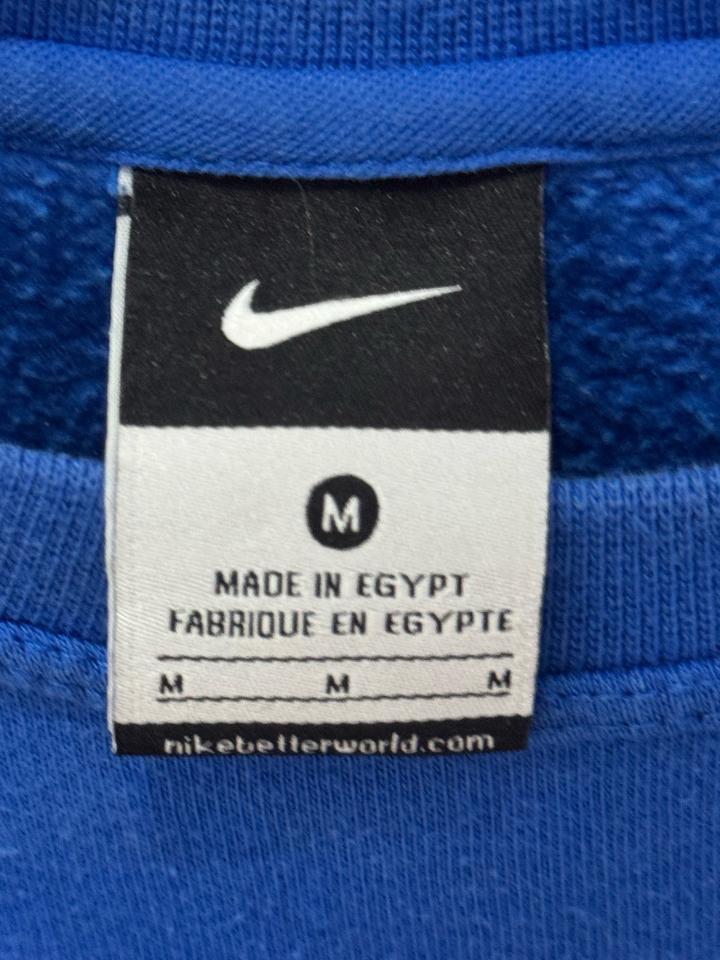 M
MADE IN EGYPT
FABRIQUE EN EGYPTE
M M M
nikebetterworld.com